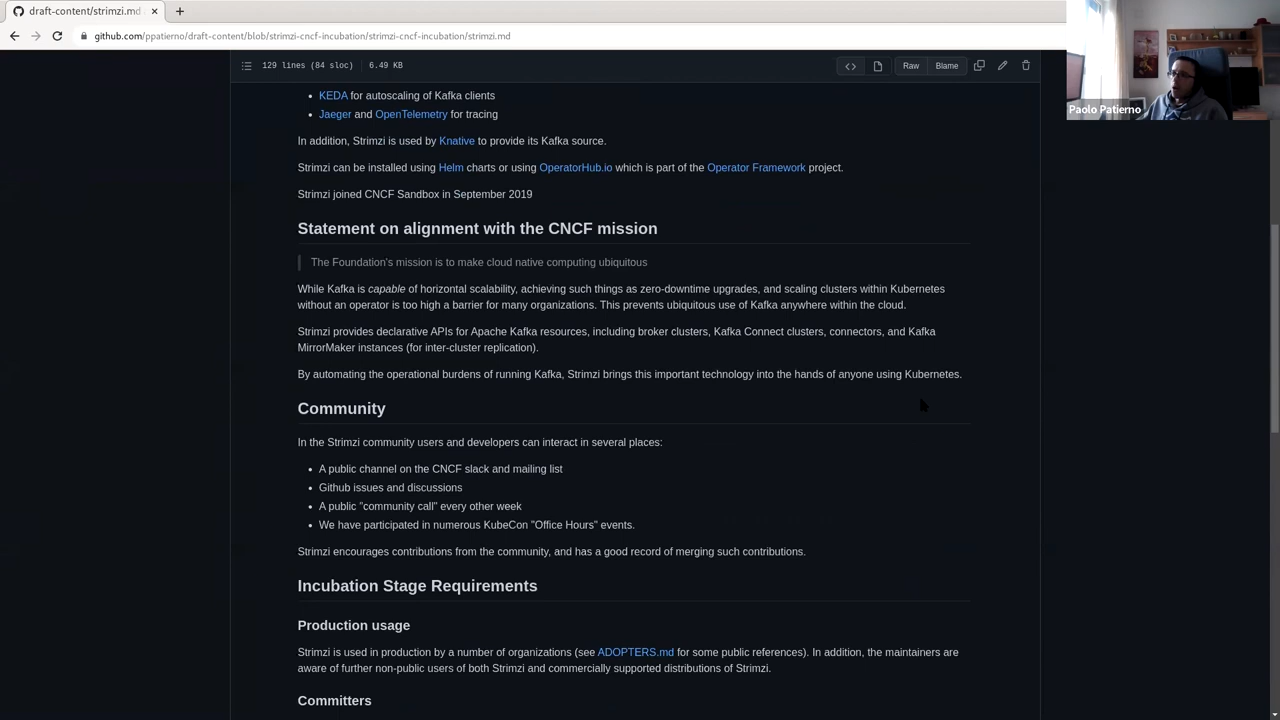 draft-content/strimzi.md
github.com/ppatierno/draft-content/blob/strimzi-cncf-incubation/strimzi-cncf-incubation/strimzi.md
Paolo Patierno
129 lines (84 sloc) 6.49 KB
Raw Blame
KEDA for autoscaling of Kafka clients
Jaeger and OpenTelemetry for tracing
In addition, Strimzi is used by Knative to provide its Kafka source.
Strimzi can be installed using Helm charts or using OperatorHub.io which is part of the Operator Framework project.
Strimzi joined CNCF Sandbox in September 2019
Statement on alignment with the CNCF mission
The Foundation's mission is to make cloud native computing ubiquitous
While Kafka is capable of horizontal scalability, achieving such things as zero-downtime upgrades, and scaling clusters within Kubernetes
without an operator is too high a barrier for many organizations. This prevents ubiquitous use of Kafka anywhere within the cloud.
Strimzi provides declarative APIs for Apache Kafka resources, including broker clusters, Kafka Connect clusters, connectors, and Kafka
MirrorMaker instances (for inter-cluster replication).
By automating the operational burdens of running Kafka, Strimzi brings this important technology into the hands of anyone using Kubernetes.
Community
In the Strimzi community users and developers can interact in several places:
A public channel on the CNCF slack and mailing list
Github issues and discussions
A public "community call" every other week
We have participated in numerous KubeCon "Office Hours" events.
Strimzi encourages contributions from the community, and has a good record of merging such contributions.
Incubation Stage Requirements
Production usage
Strimzi is used in production by a number of organizations (see ADOPTERS.md for some public references). In addition, the maintainers are
aware of further non-public users of both Strimzi and commercially supported distributions of Strimzi.
Committers